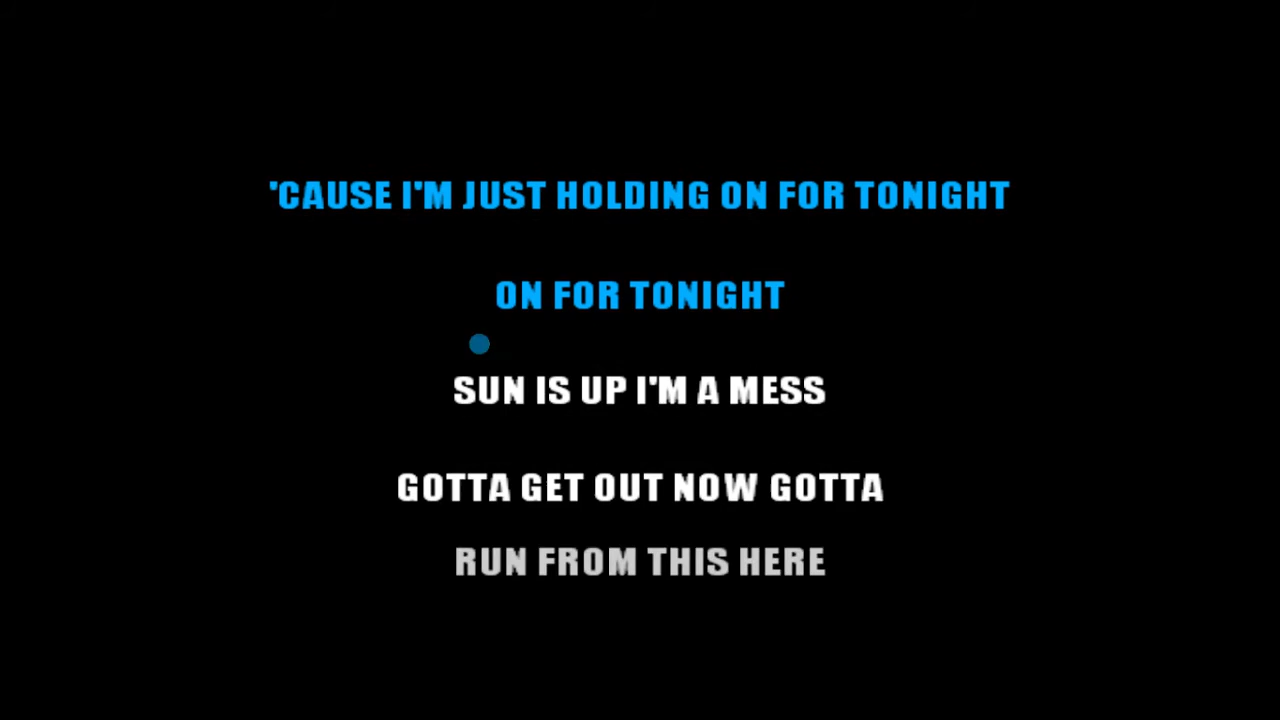 'CAUSE I'M JUST HOLDING ON FOR TONIGHT
ON FOR TONIGHT
SUN IS UP I'M A MESS
GOTTA GET OUT NOW GOTTA
RUN FROM THIS HERE